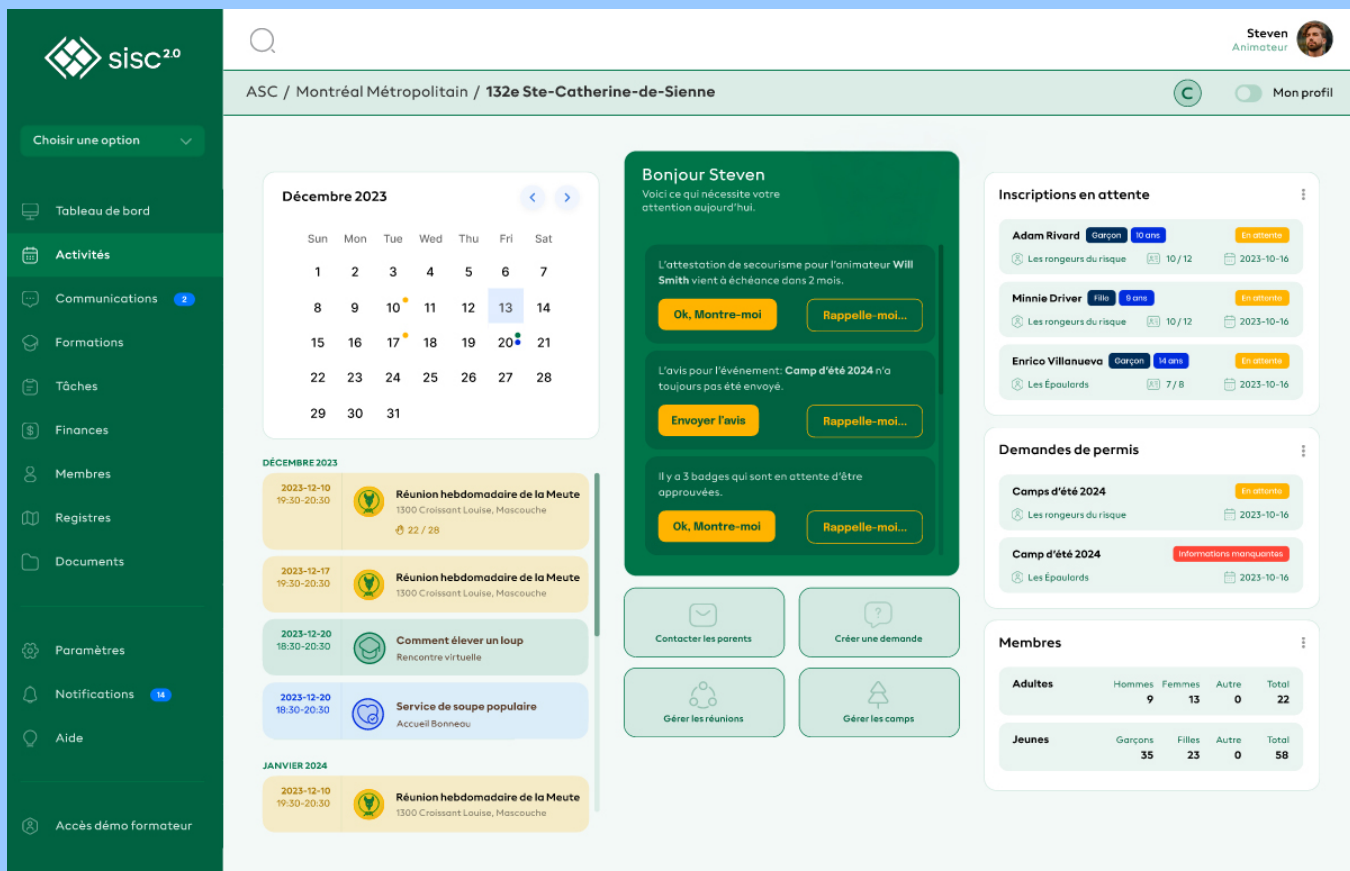 sisc 2.0
Choisir une option
Tableau de bord
Activités
Communications 2
Formations
Tâches
Finances
Membres
Registres
Documents
Paramètres
Notifications 14
Aide
Accès démo formateur
Steven
Animateur
ASC / Montréal Métropolitain / 132e Ste-Catherine-de-Sienne
C
Mon profil
Décembre 2023
Sun Mon Tue Wed Thu Fri Sat
1 2 3 4 5 6 7
8 9 10 11 12 13 14
15 16 17 18 19 20 21
22 23 24 25 26 27 28
29 30 31
DÉCEMBRE 2023
2023-12-10
19:30-20:30
Réunion hebdomadaire de la Meute
1300 Croissant Louise, Mascouche
22 / 28
2023-12-17
19:30-20:30
Réunion hebdomadaire de la Meute
1300 Croissant Louise, Mascouche
2023-12-20
18:30-20:30
Comment élever un loup
Rencontre virtuelle
2023-12-20
18:30-20:30
Service de soupe populaire
Accueil Bonneau
JANVIER 2024
2023-12-10
19:30-20:30
Réunion hebdomadaire de la Meute
1300 Croissant Louise, Mascouche
Bonjour Steven
Voici ce qui nécessite votre
attention aujourd'hui.
L'attestation de secourisme pour l'animateur Will
Smith vient à échéance dans 2 mois.
Ok, Montre-moi
Rappelle-moi...
L'avis pour l'événement: Camp d'été 2024 n'a
toujours pas été envoyé.
Envoyer l'avis
Rappelle-moi...
Il y a 3 badges qui sont en attente d'être
approuvées.
Ok, Montre-moi
Rappelle-moi...
Contacter les parents
Créer une demande
Gérer les réunions
Gérer les camps
Inscriptions en attente
Adam Rivard Garçon 10 ans En attente
Les rongeurs du risque 10 / 12 2023-10-16
Minnie Driver Fille 9 ans En attente
Les rongeurs du risque 10 / 12 2023-10-16
Enrico Villanueva Garçon 14 ans En attente
Les Épaulards 7 / 8 2023-10-16
Demandes de permis
Camps d'été 2024 En attente
Les rongeurs du risque 2023-10-16
Camp d'été 2024 Informations manquantes
Les Épaulards 2023-10-16
Membres
Adultes Hommes Femmes Autre Total
9 13 0 22
Jeunes Garçons Filles Autre Total
35 23 0 58